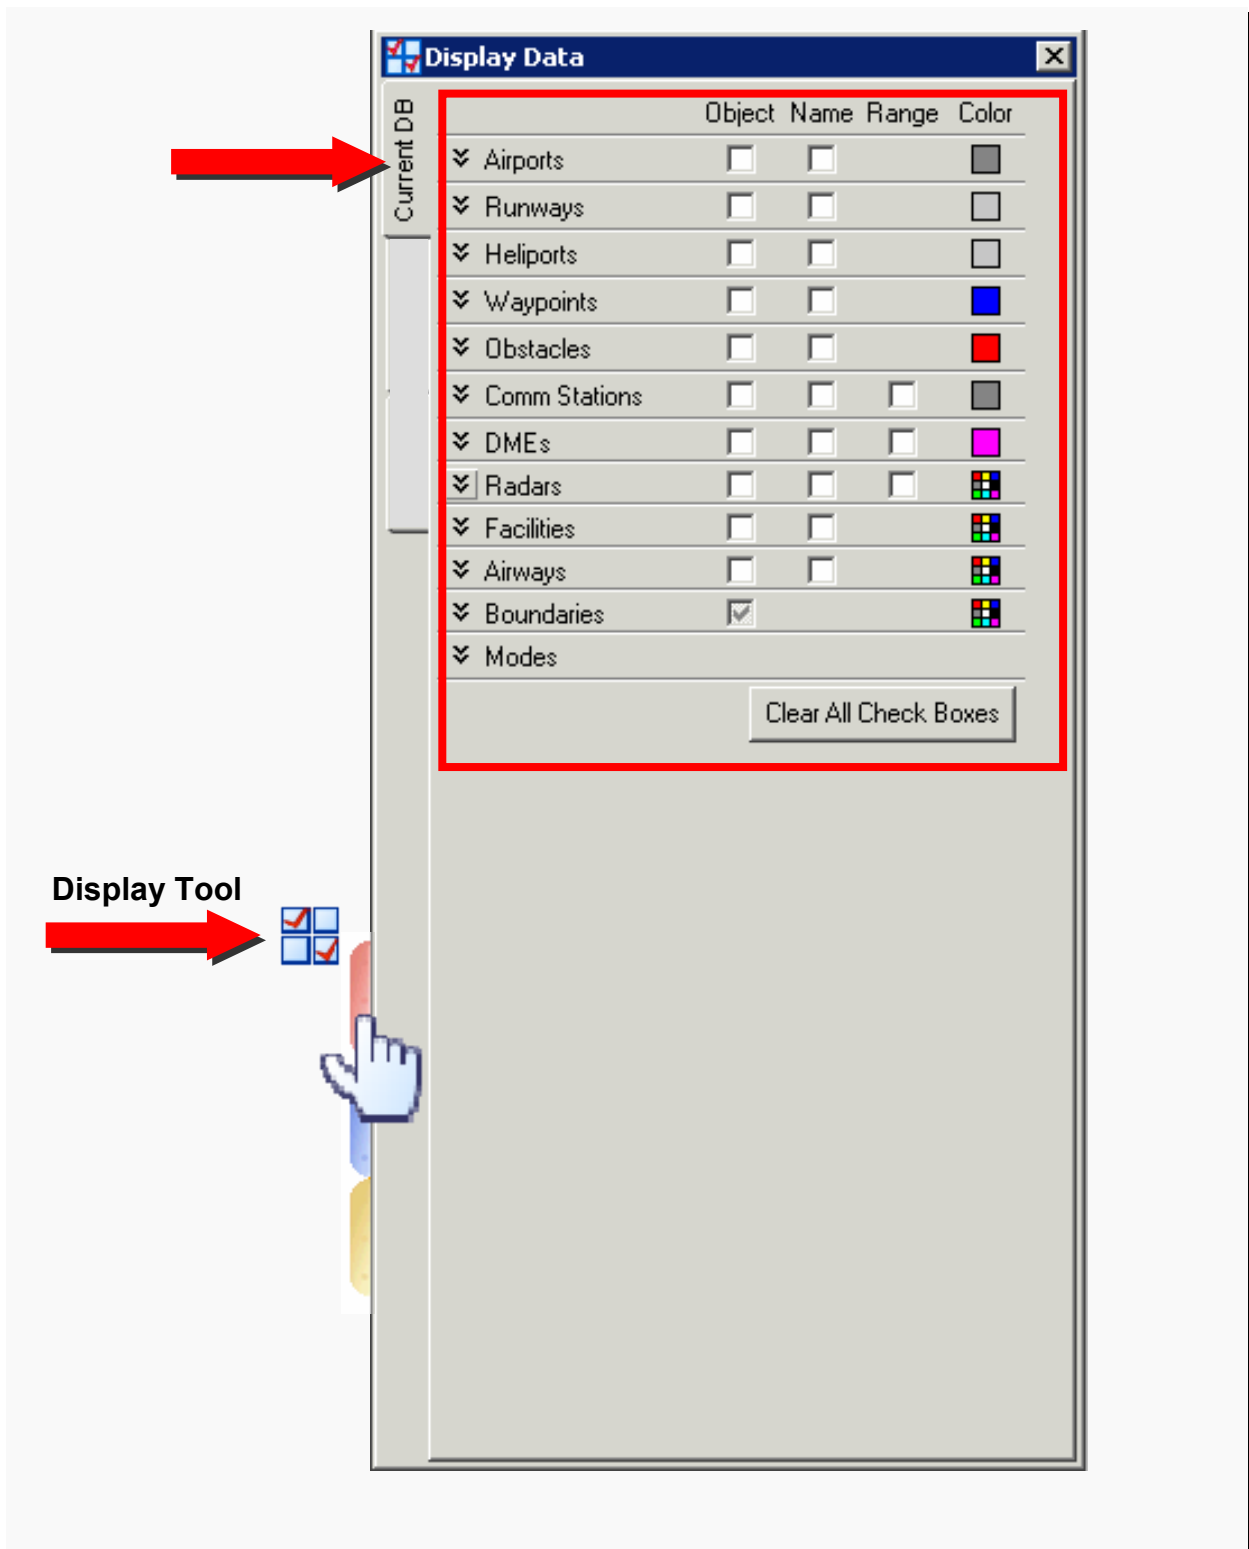 Display Data
Current DB
Object Name Range Color
Airports
Runways
Heliports
Waypoints
Obstacles
Comm Stations
DMEs
Radars
Facilities
Airways
Boundaries
Modes
Clear All Check Boxes
Display Tool